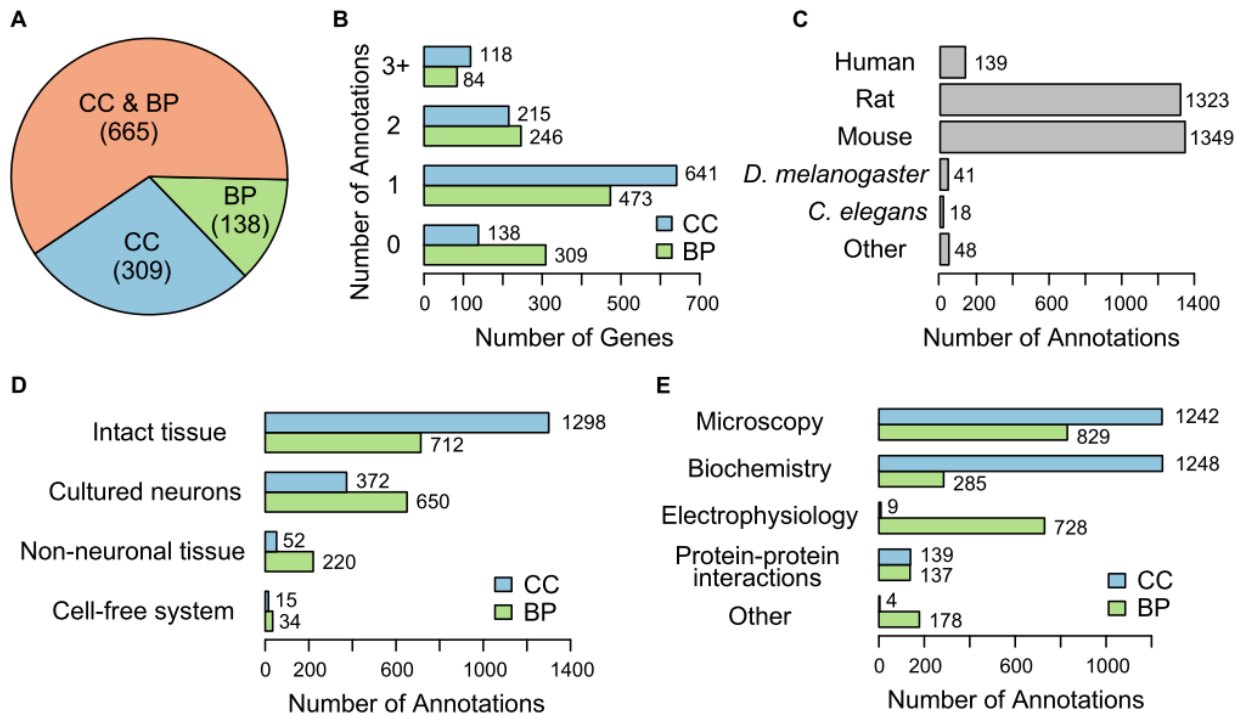 A
CC & BP
(665)
BP
(138)
CC
(309)
B
Number of Annotations
3+
118
84
2
215
246
1
641
473
0
138
309
CC
BP
0 100 300 500 700
Number of Genes
C
Human
139
Rat
1323
Mouse
1349
D. melanogaster
41
C. elegans
18
Other
48
0 200 600 1000 1400
Number of Annotations
D
Intact tissue
1298
712
Cultured neurons
372
650
Non-neuronal tissue
52
220
Cell-free system
15
34
CC
BP
0 200 600 1000 1400
Number of Annotations
E
Microscopy
1242
829
Biochemistry
1248
285
Electrophysiology
9
728
Protein-protein
interactions
139
137
Other
4
178
CC
BP
0 200 600 1000
Number of Annotations